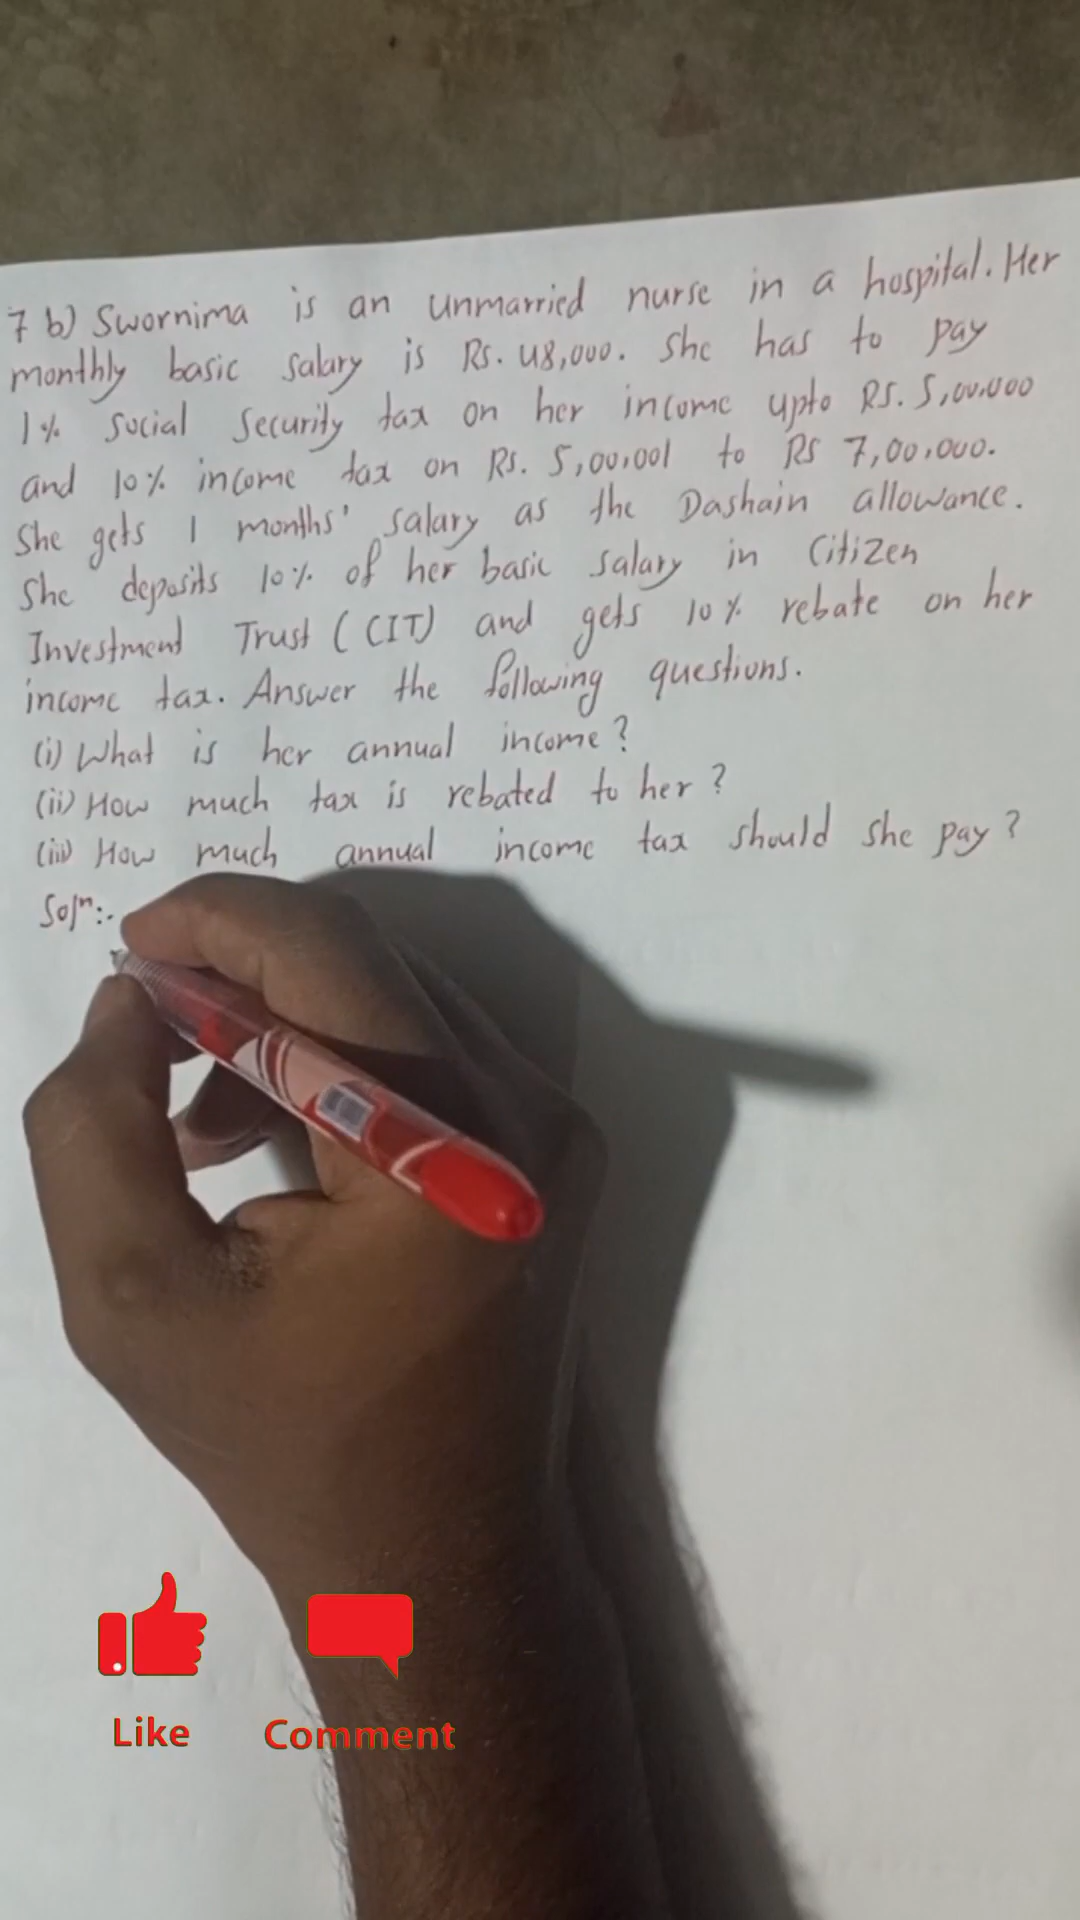 7 b) Swornima is an unmarried nurse in a hospital. Her
monthly basic salary is Rs. 48,000. She has to pay
1% Social Security tax on her income upto RS. 5,00,000
and 10% income tax on Rs. 5,00,001 to RS 7,00,000.
She gets 1 months' salary as the Dashain allowance.
She deposits 10% of her basic salary in Citizen
Investment Trust (CIT) and gets 10% rebate on her
income tax. Answer the following questions.
(i) What is her annual income?
(ii) How much tax is rebated to her?
(iii) How much annual income tax should she pay?
Solⁿ:-
Like Comment